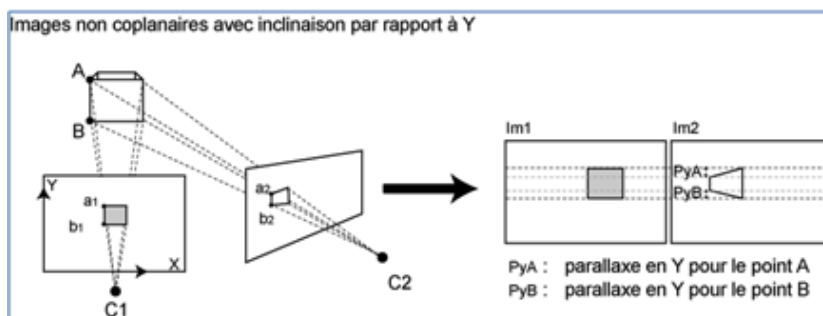 Images non coplanaires avec inclinaison par rapport à Y
A
B
Y
a1
b1
X
C1
a2
b2
C2
Im1
Im2
PyA
PyB
PyA : parallaxe en Y pour le point A
PyB : parallaxe en Y pour le point B